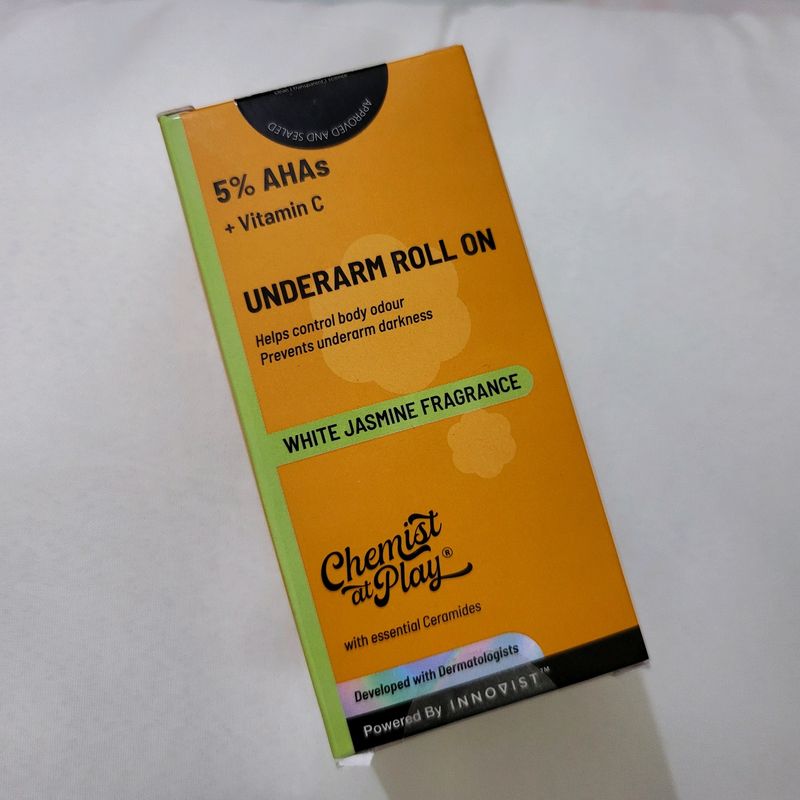 APPROVED AND SEALED
5% AHAs
+ Vitamin C
UNDERARM ROLL ON
Helps control body odour
Prevents underarm darkness
WHITE JASMINE FRAGRANCE
Chemist
at Play®
with essential Ceramides
Developed with Dermatologists
Powered By INNOVIST™